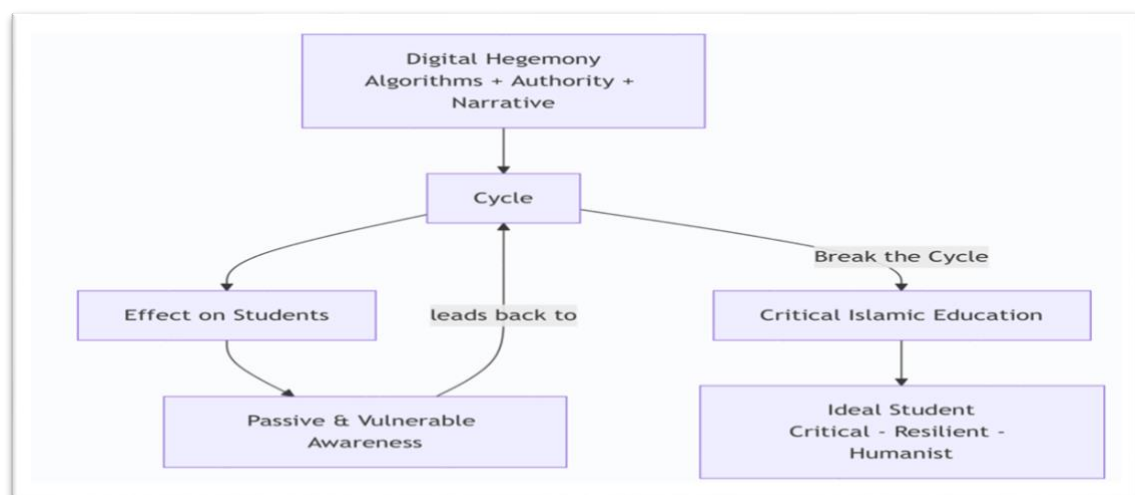 Digital Hegemony
Algorithms + Authority +
Narrative
Cycle
Break the Cycle
Effect on Students
leads back to
Critical Islamic Education
Passive & Vulnerable
Awareness
Ideal Student
Critical - Resilient -
Humanist